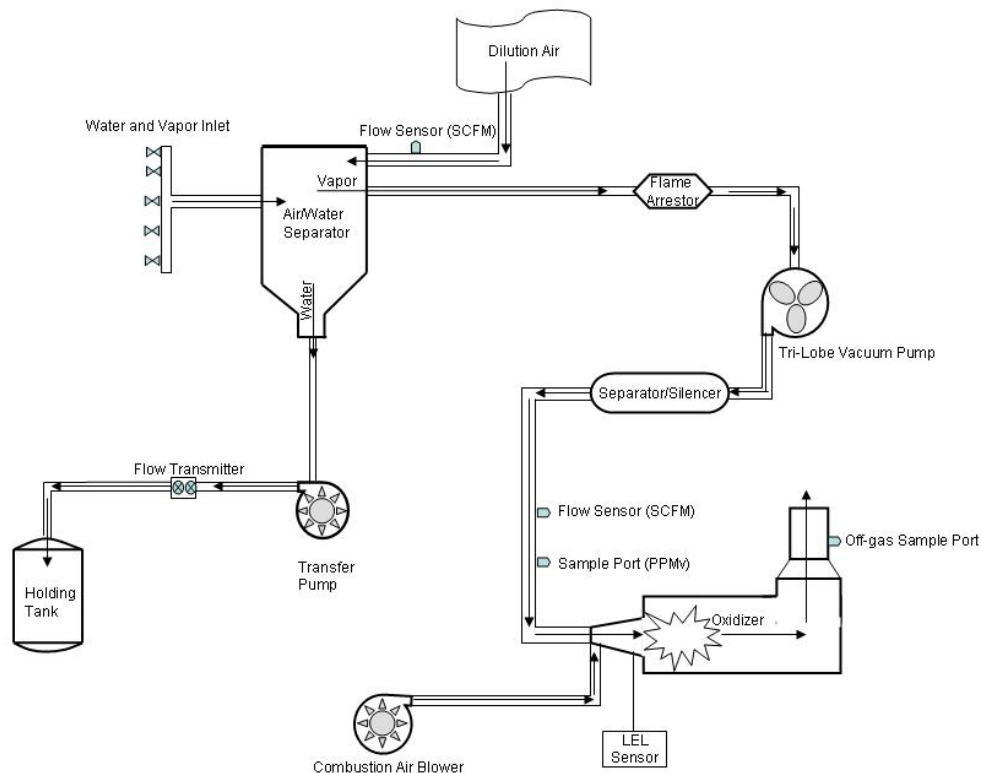 Dilution Air
Water and Vapor Inlet
Flow Sensor (SCFM)
Vapor
Flame
Arrestor
Air/Water
Separator
Water
Tri-Lobe Vacuum Pump
Separator/Silencer
Flow Transmitter
Flow Sensor (SCFM)
Off-gas Sample Port
Sample Port (PPMv)
Transfer
Pump
Holding
Tank
Oxidizer
LEL
Sensor
Combustion Air Blower